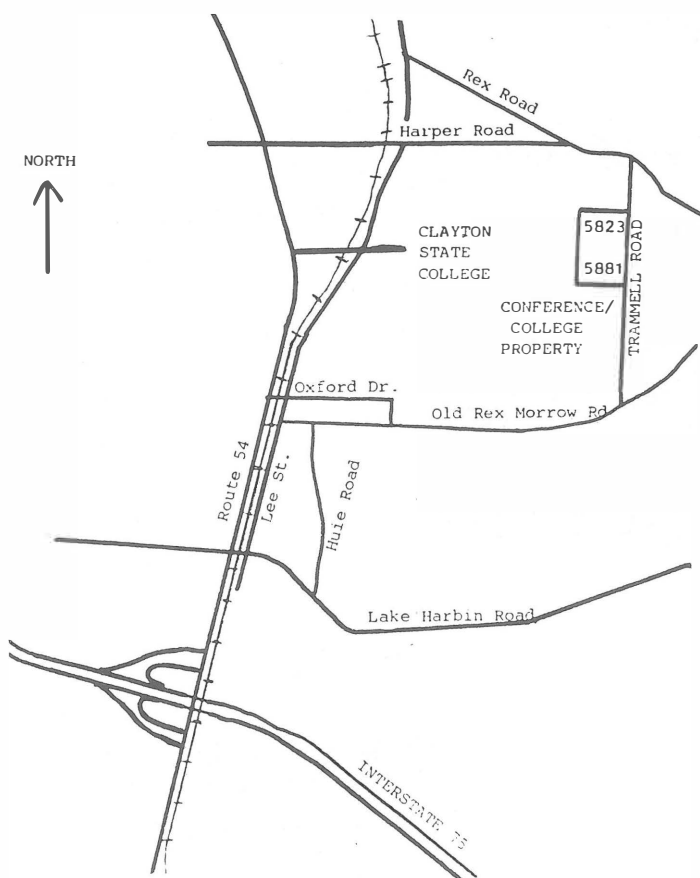 Rex Road
Harper Road
NORTH
CLAYTON
STATE
COLLEGE
5823
5881
TRAMMELL ROAD
CONFERENCE/
COLLEGE
PROPERTY
Oxford Dr.
Old Rex Morrow Rd
Route 54
Lee St.
Huie Road
Lake Harbin Road
INTERSTATE 75